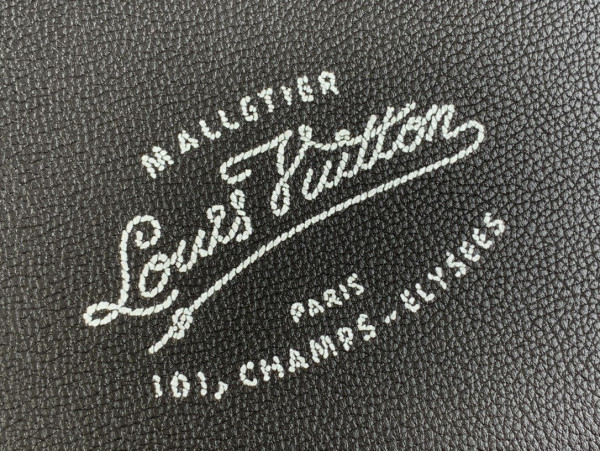 MALLETIER
Louis Vuitton
PARIS
101, CHAMPS-ELYSEES